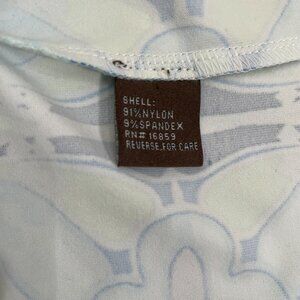 SHELL:
91% NYLON
9% SPANDEX
RN# 16859
REVERSE FOR CARE